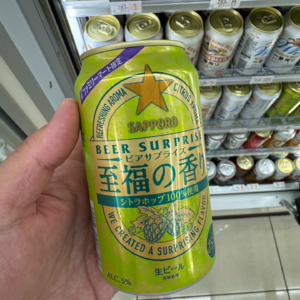 ファミリーマート限定
REFRESHING AROMA
CITRUS
SAPPORO
BEER SURPRISE
ビアサプライズ
至福の香り
シトラホップ100%使用
WE CREATED A SURPRISING FLAVOR
ALC.5%
生ビール